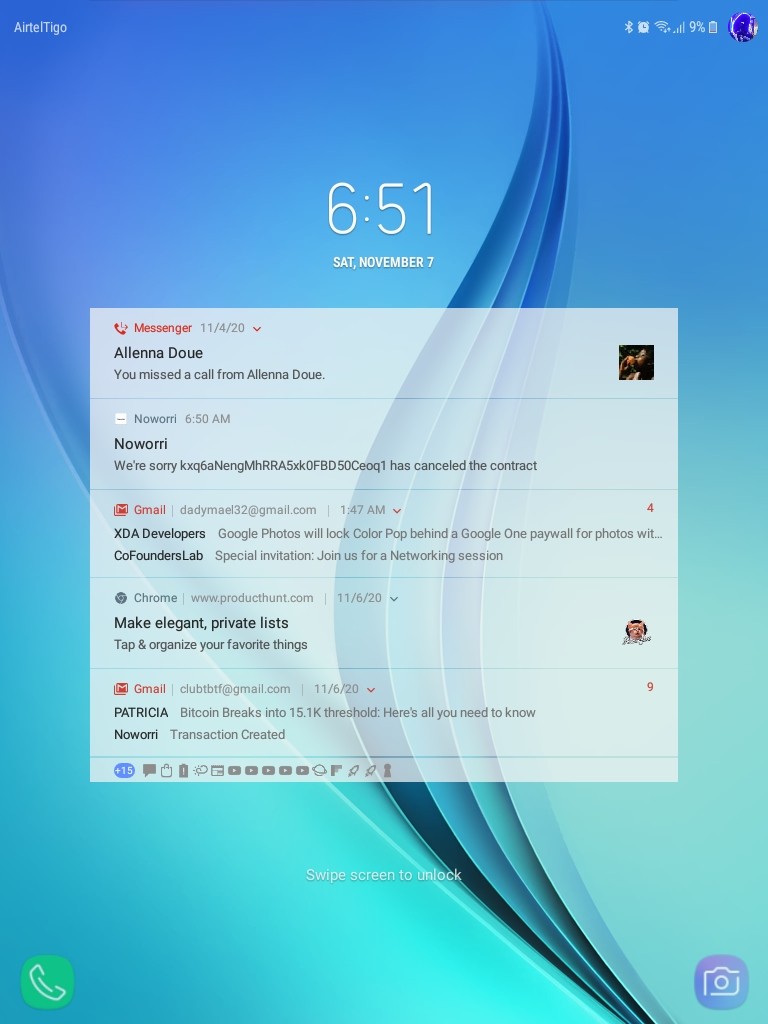 AirtelTigo
9%
6:51
SAT, NOVEMBER 7
Messenger 11/4/20
Allenna Doue
You missed a call from Allenna Doue.
Noworri 6:50 AM
Noworri
We're sorry kxq6aNengMhRRA5xk0FBD50Ceoq1 has canceled the contract
Gmail | dadymael32@gmail.com | 1:47 AM 4
XDA Developers Google Photos will lock Color Pop behind a Google One paywall for photos wit...
CoFoundersLab Special invitation: Join us for a Networking session
Chrome | www.producthunt.com | 11/6/20
Make elegant, private lists
Tap & organize your favorite things
Gmail | clubtbtf@gmail.com | 11/6/20 9
PATRICIA Bitcoin Breaks into 15.1K threshold: Here's all you need to know
Noworri Transaction Created
+15
Swipe screen to unlock